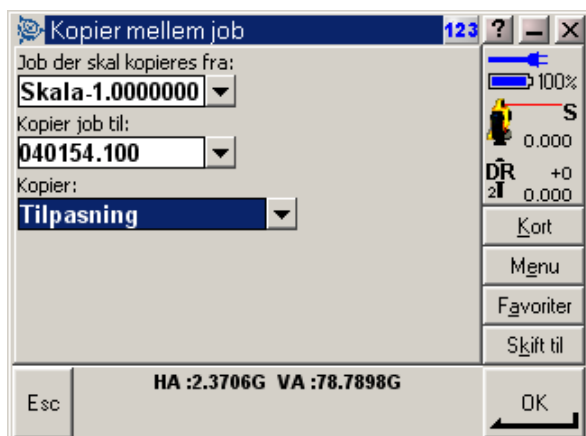 Kopier mellem job
123
?
Job der skal kopieres fra:
Skala-1.0000000
Kopier job til:
040154.100
Kopier:
Tilpasning
100%
S
0.000
DR +0
2 0.000
Kort
Menu
Favoriter
Skift til
Esc
HA :2.3706G VA :78.7898G
OK